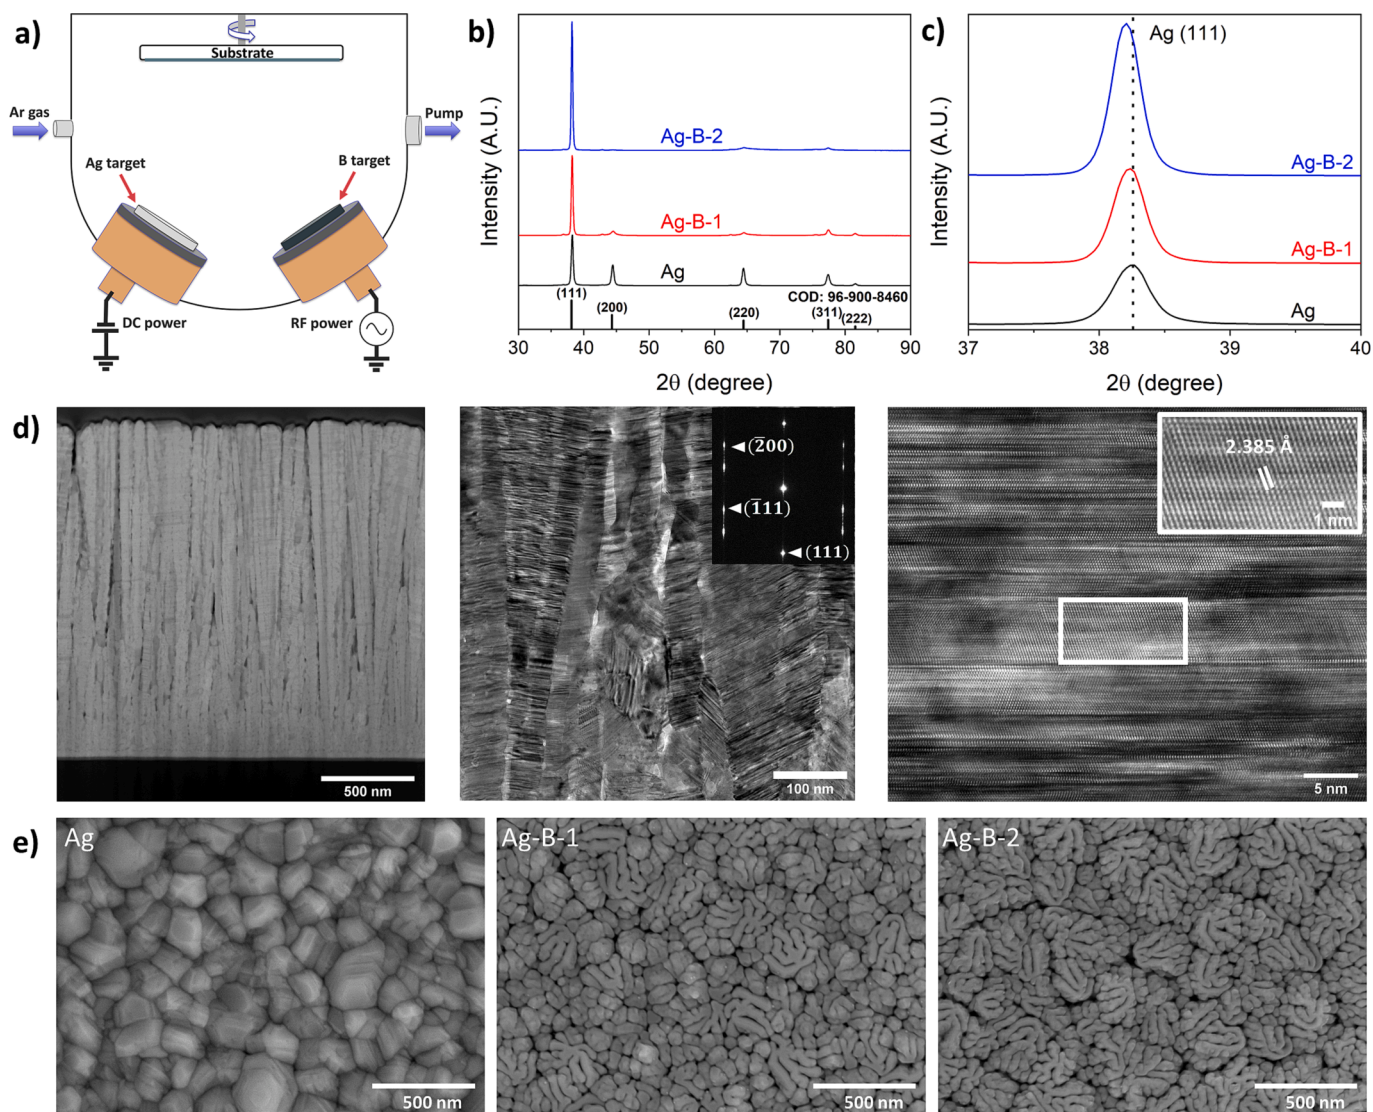 a)
Substrate
Ar gas
Pump
Ag target
B target
DC power
RF power
b)
Intensity (A.U.)
Ag-B-2
Ag-B-1
Ag
COD: 96-900-8460
(111)
(200)
(220)
(311)
(222)
30 40 50 60 70 80 90
2θ (degree)
c)
Intensity (A.U.)
Ag (111)
Ag-B-2
Ag-B-1
Ag
37 38 39 40
2θ (degree)
d)
500 nm
(2̅00)
(1̅11)
(111)
100 nm
2.385 Å
1 nm
5 nm
e)
Ag
500 nm
Ag-B-1
500 nm
Ag-B-2
500 nm